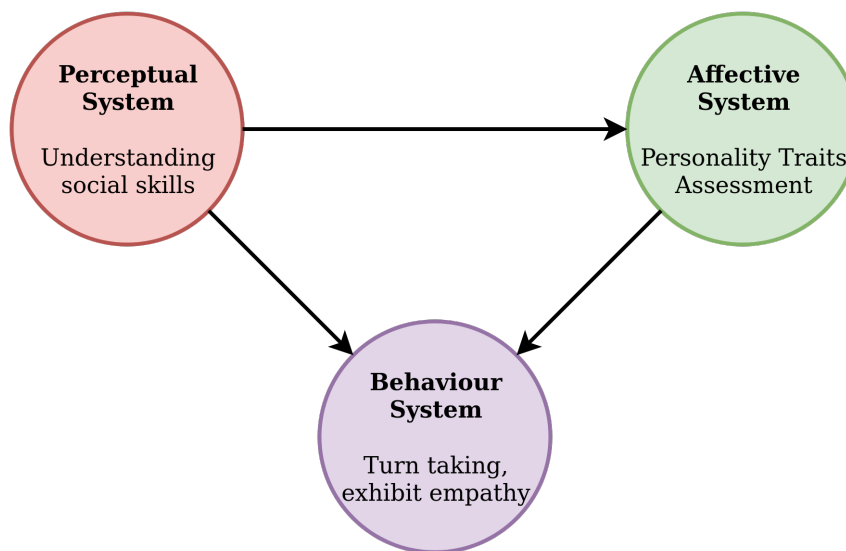 Perceptual
System
Understanding
social skills
Affective
System
Personality Traits
Assessment
Behaviour
System
Turn taking,
exhibit empathy